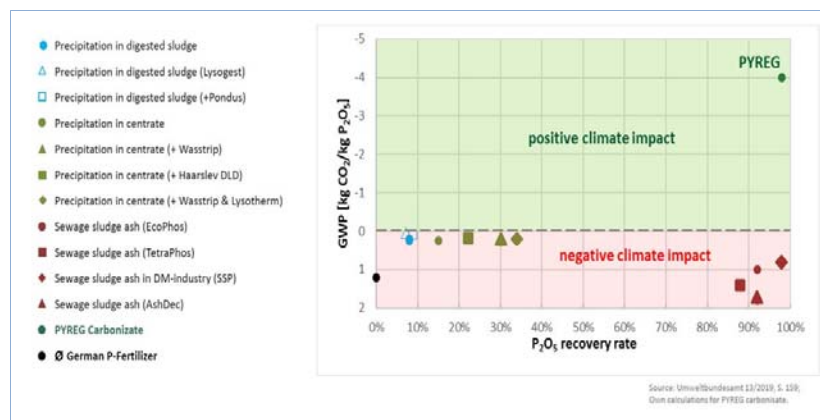 Precipitation in digested sludge
Precipitation in digested sludge (Lysogest)
Precipitation in digested sludge (+Pondus)
Precipitation in centrate
Precipitation in centrate (+ Wasstrip)
Precipitation in centrate (+ Haarslev DLD)
Precipitation in centrate (+ Wasstrip & Lysotherm)
Sewage sludge ash (EcoPhos)
Sewage sludge ash (TetraPhos)
Sewage sludge ash in DM-industry (SSP)
Sewage sludge ash (AshDec)
PYREG Carbonizate
Ø German P-Fertilizer
GWP [kg CO₂/kg P₂O₅]
-5
-4
-3
-2
-1
0
1
2
PYREG
positive climate impact
negative climate impact
0% 10% 20% 30% 40% 50% 60% 70% 80% 90% 100%
P₂O₅ recovery rate
Source: Umweltbundesamt 13/2019, S. 159;
Own calculations for PYREG carbonisate.